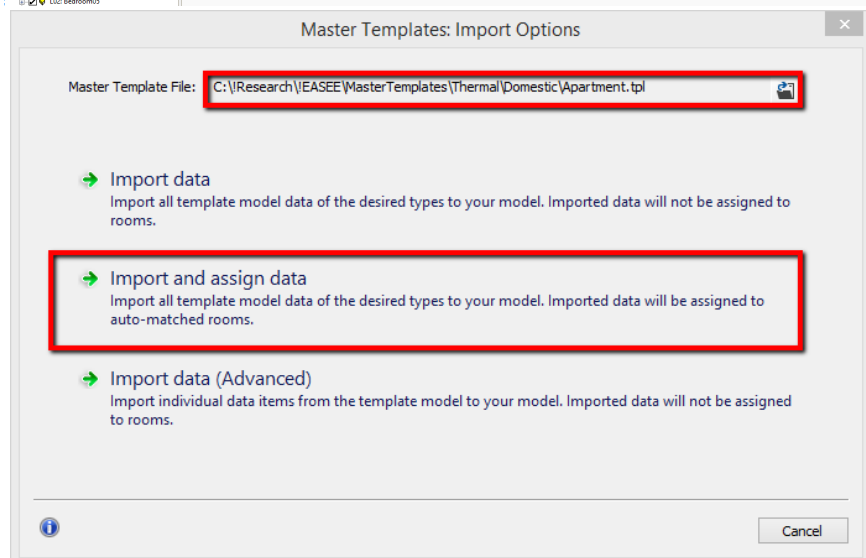 L02: Bedroom03
Master Templates: Import Options
Master Template File: C:\!Research\!EASEE\MasterTemplates\Thermal\Domestic\Apartment.tpl
Import data
Import all template model data of the desired types to your model. Imported data will not be assigned to
rooms.
Import and assign data
Import all template model data of the desired types to your model. Imported data will be assigned to
auto-matched rooms.
Import data (Advanced)
Import individual data items from the template model to your model. Imported data will not be assigned
to rooms.
Cancel